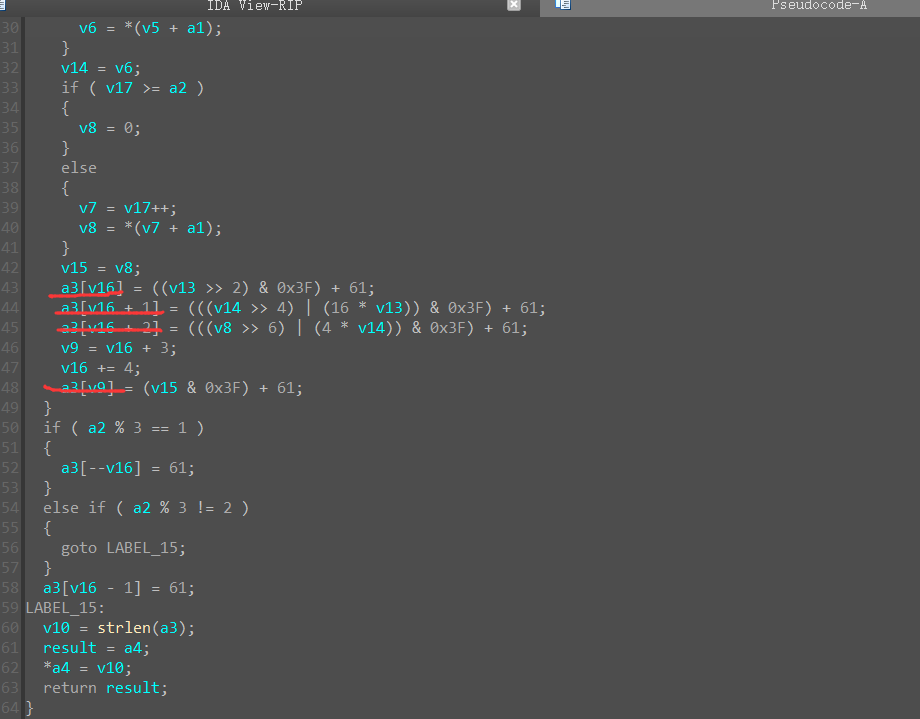 IDA View-RIP Pseudocode-A
30 v6 = *(v5 + a1);
31 }
32 v14 = v6;
33 if ( v17 >= a2 )
34 {
35 v8 = 0;
36 }
37 else
38 {
39 v7 = v17++;
40 v8 = *(v7 + a1);
41 }
42 v15 = v8;
43 a3[v16] = ((v13 >> 2) & 0x3F) + 61;
44 a3[v16 + 1] = (((v14 >> 4) | (16 * v13)) & 0x3F) + 61;
45 a3[v16 + 2] = (((v8 >> 6) | (4 * v14)) & 0x3F) + 61;
46 v9 = v16 + 3;
47 v16 += 4;
48 a3[v9] = (v15 & 0x3F) + 61;
49 }
50 if ( a2 % 3 == 1 )
51 {
52 a3[--v16] = 61;
53 }
54 else if ( a2 % 3 != 2 )
55 {
56 goto LABEL_15;
57 }
58 a3[v16 - 1] = 61;
59 LABEL_15:
60 v10 = strlen(a3);
61 result = a4;
62 *a4 = v10;
63 return result;
64 }